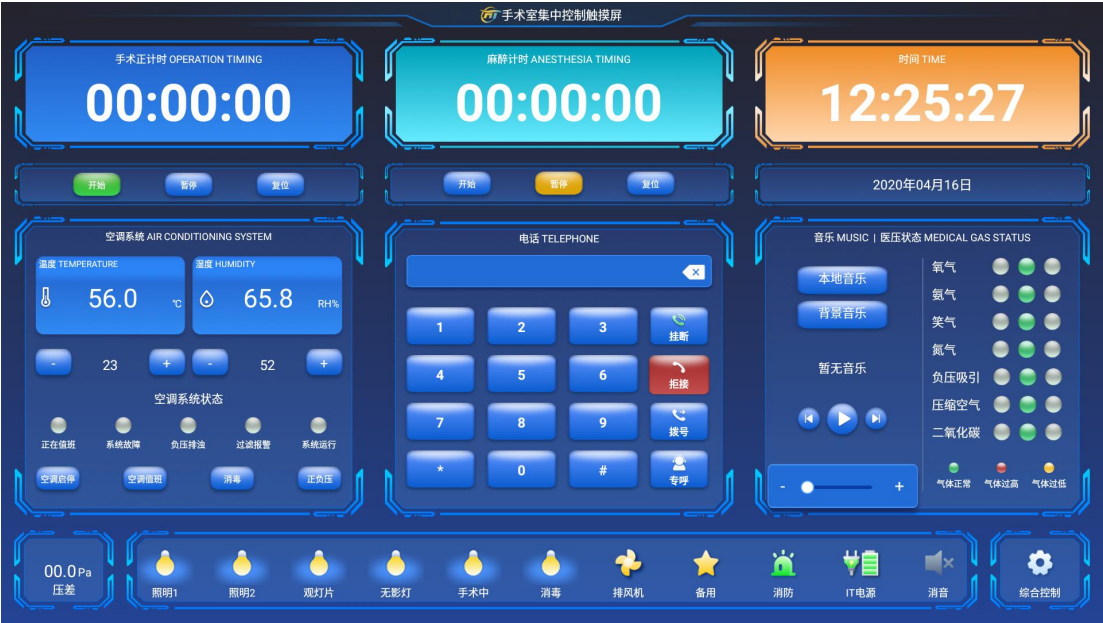 手术室集中控制触摸屏
手术正计时 OPERATION TIMING
00:00:00
麻醉计时 ANESTHESIA TIMING
00:00:00
时间 TIME
12:25:27
开始 暂停 复位
开始 暂停 复位
2020年04月16日
空调系统 AIR CONDITIONING SYSTEM
温度 TEMPERATURE
56.0 ℃
湿度 HUMIDITY
65.8 RH%
- 23 +
- 52 +
空调系统状态
正在值班 系统故障 负压排浊 过滤报警 系统运行
空调启停 空调值班 消毒 正负压
电话 TELEPHONE
1 2 3 挂断
4 5 6 拒接
7 8 9 拨号
* 0 # 专呼
音乐 MUSIC | 医压状态 MEDICAL GAS STATUS
本地音乐
背景音乐
暂无音乐
- +
氧气
氨气
笑气
氮气
负压吸引
压缩空气
二氧化碳
气体正常 气体过高 气体过低
00.0 Pa
压差
照明1 照明2 观灯片 无影灯 手术中 消毒 排风机 备用 消防 IT电源 消音
综合控制